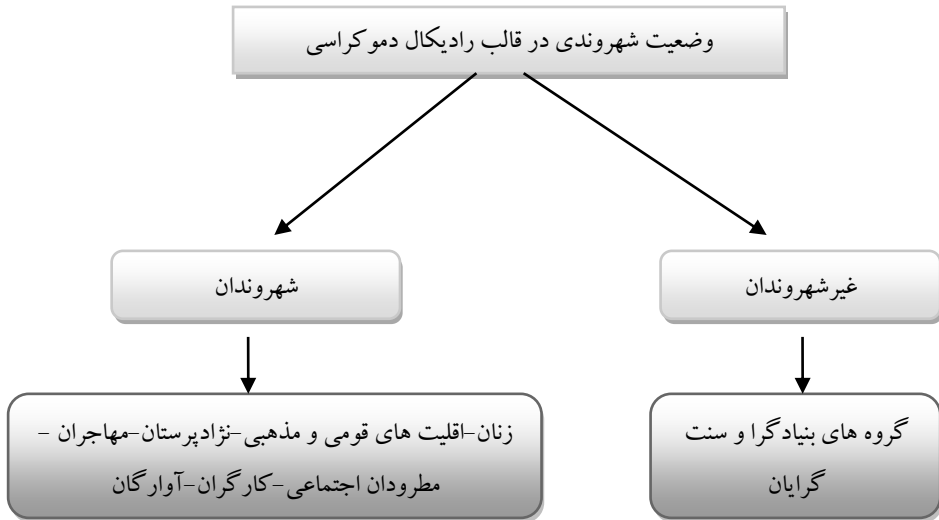 وضعیت شهروندی در قالب رادیکال دموکراسی
غیرشهروندان
شهروندان
گروه های بنیادگرا و سنت
گرایان
زنان-اقلیت های قومی و مذهبی-نژادپرستان-مهاجران -
مطرودان اجتماعی-کارگران-آوارگان